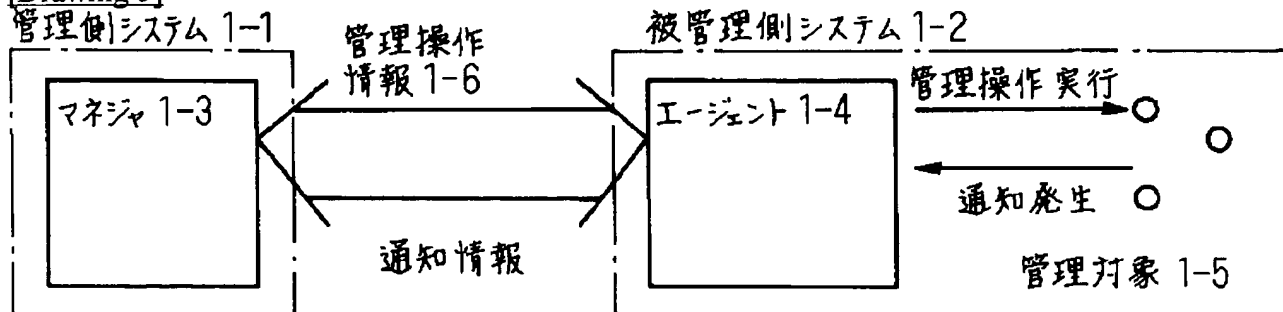 管理側システム 1-1
被管理側システム 1-2
管理操作
情報 1-6
マネジャ 1-3
エージェント 1-4
管理操作実行
通知発生
通知情報
管理対象 1-5